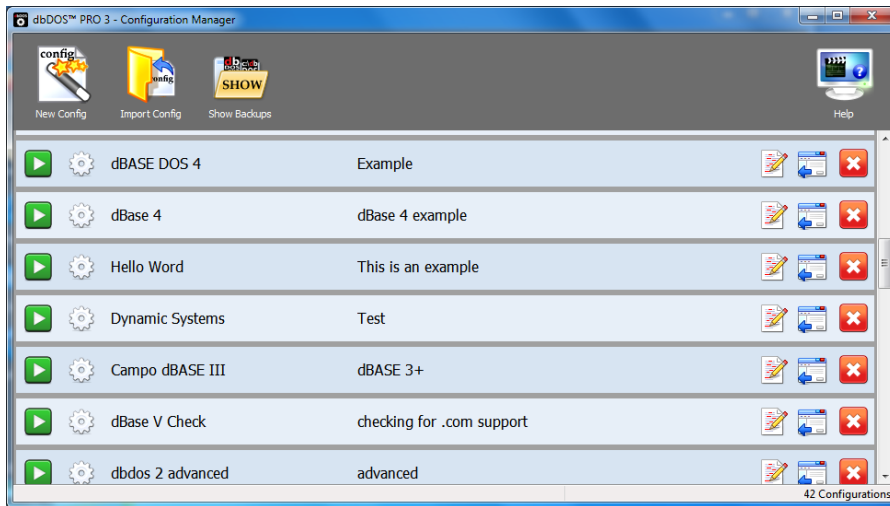 dbDOS™ PRO 3 - Configuration Manager
config
config
SHOW
New Config Import Config Show Backups Help
dBASE DOS 4 Example
dBase 4 dBase 4 example
Hello Word This is an example
Dynamic Systems Test
Campo dBASE III dBASE 3+
dBase V Check checking for .com support
dbdos 2 advanced advanced
42 Configurations